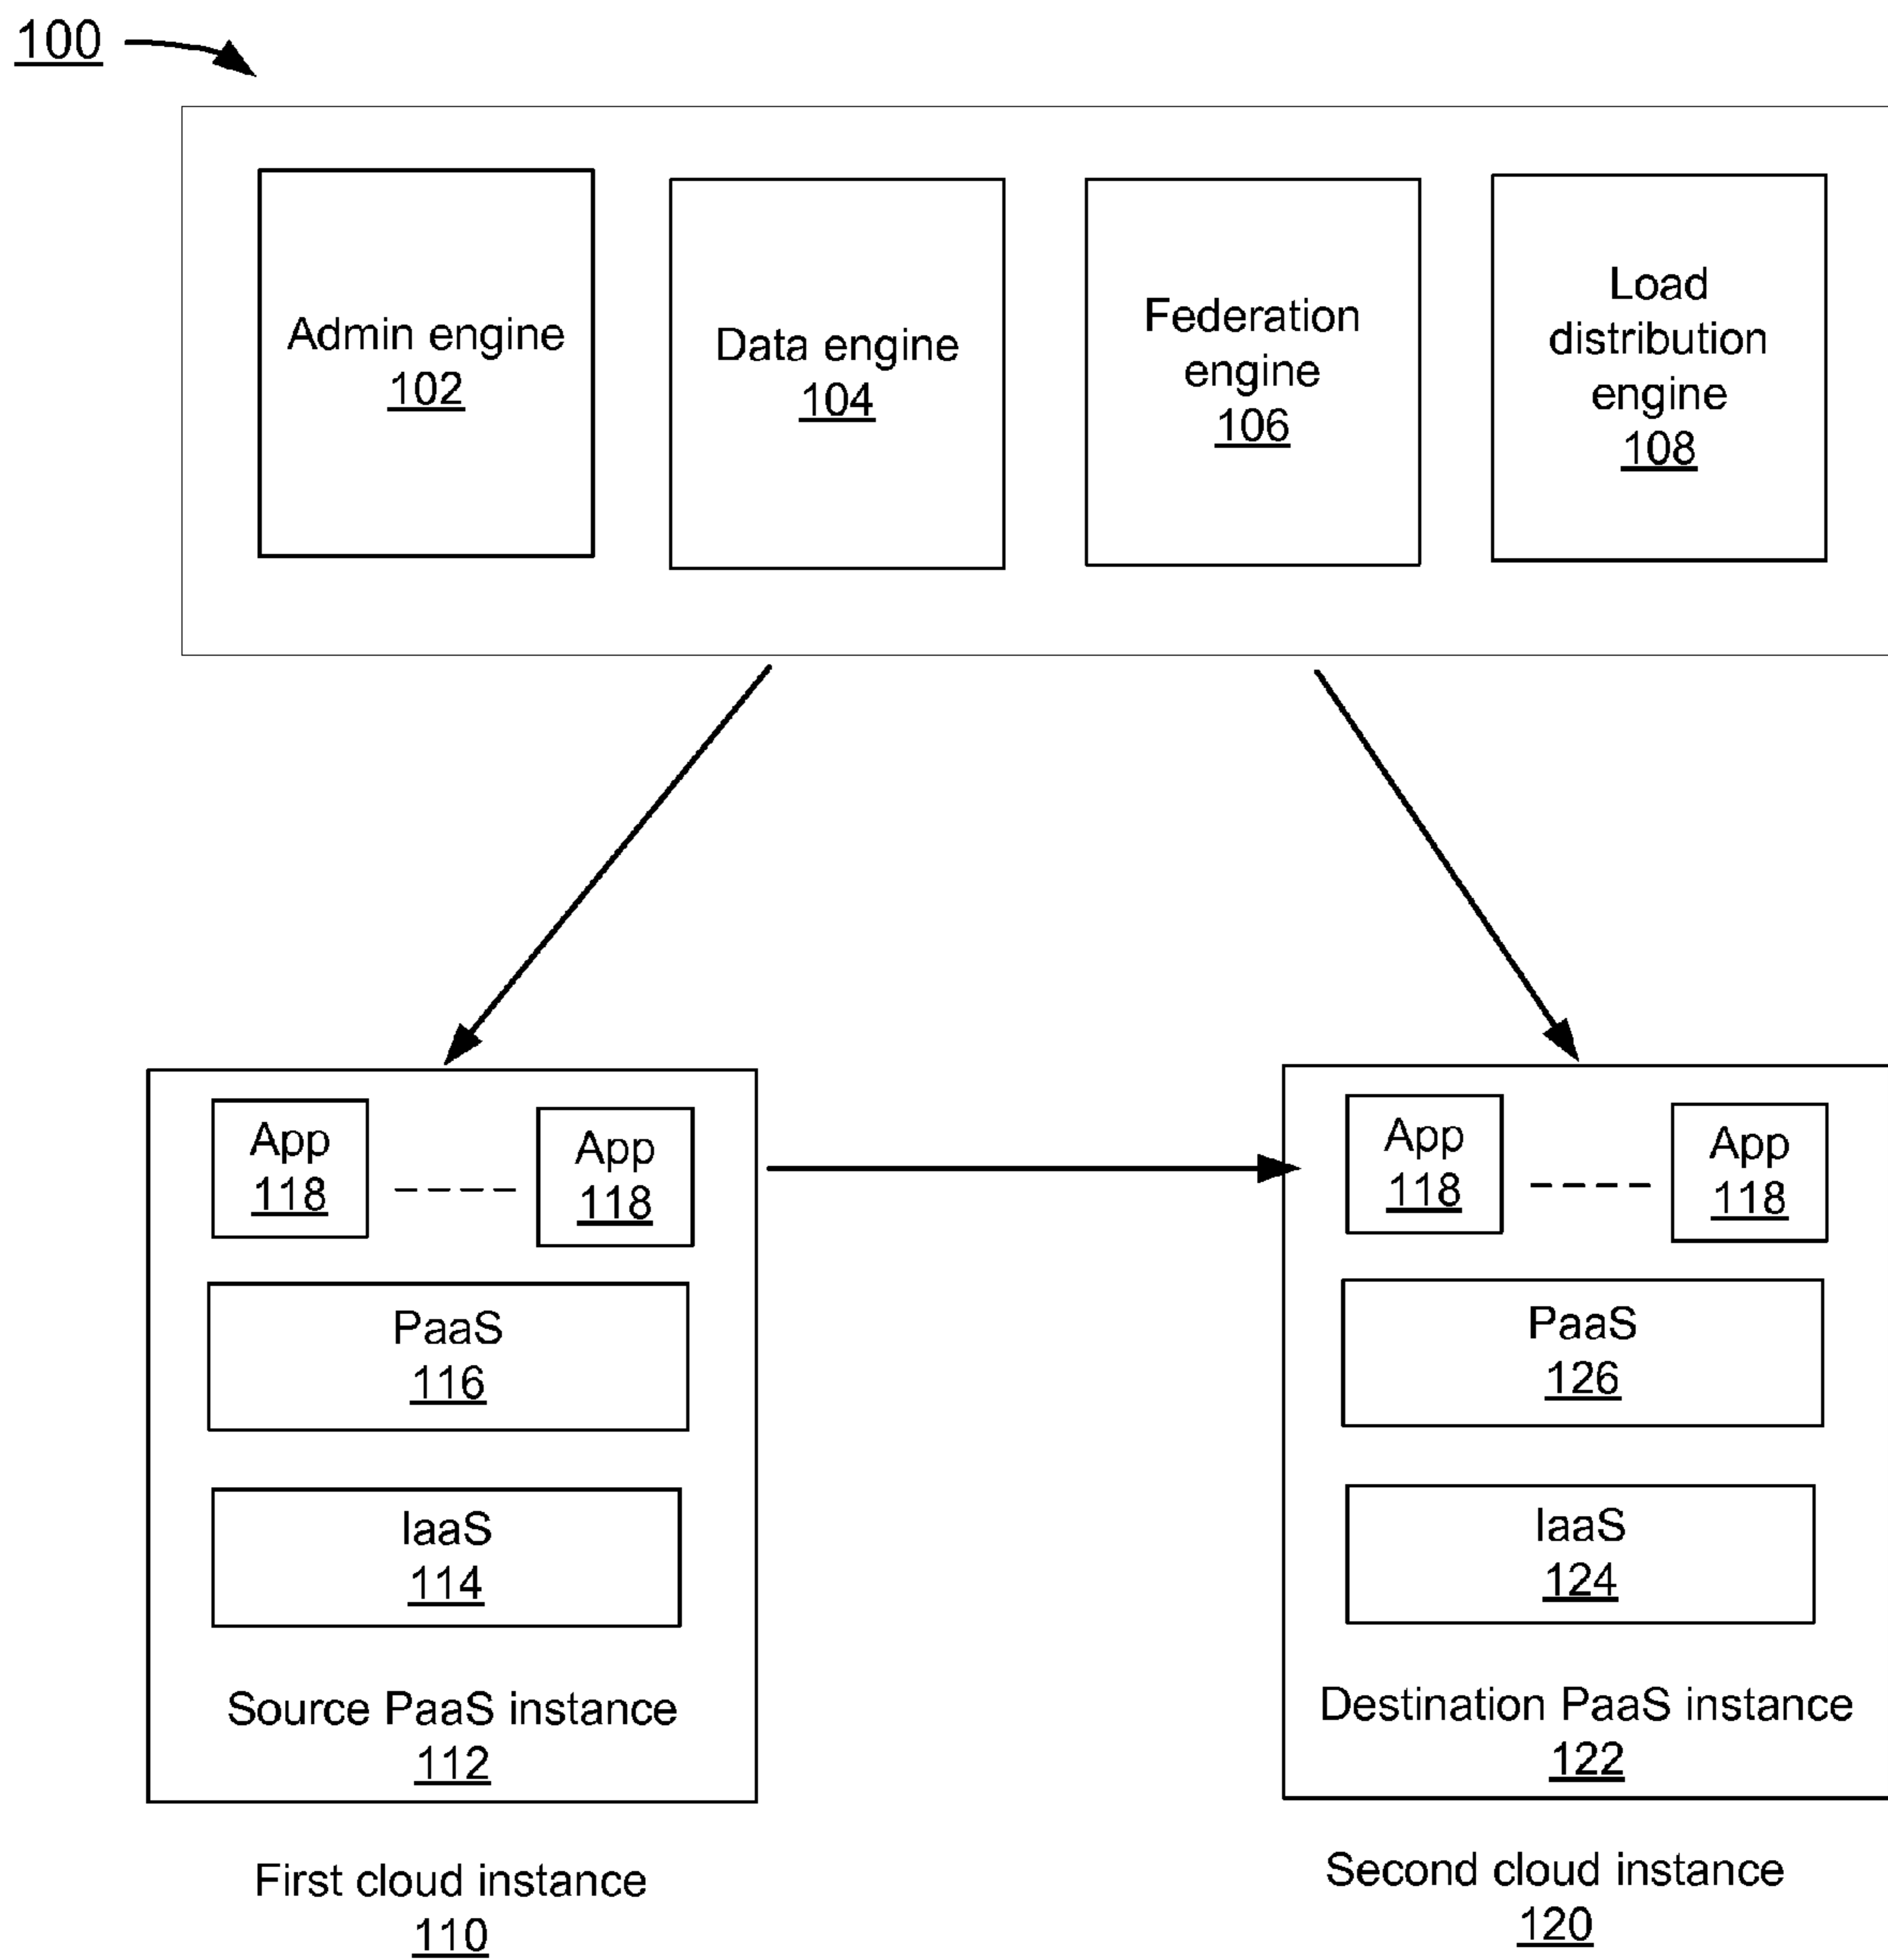 100
Admin engine
102
Data engine
104
Federation
engine
106
Load
distribution
engine
108
App
118
App
118
PaaS
116
IaaS
114
Source PaaS instance
112
First cloud instance
110
App
118
App
118
PaaS
126
IaaS
124
Destination PaaS instance
122
Second cloud instance
120